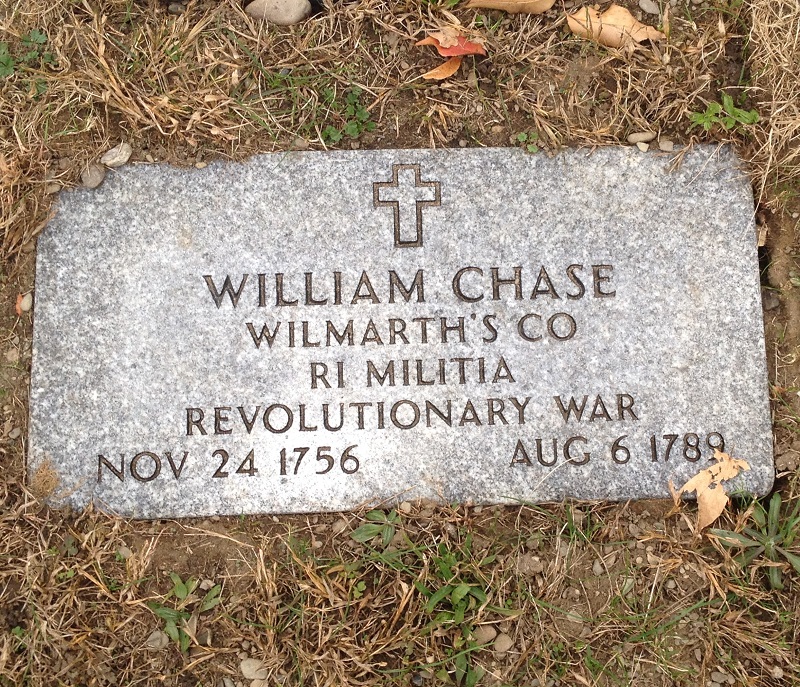 WILLIAM CHASE
WILMARTH'S CO
RI MILITIA
REVOLUTIONARY WAR
NOV 24 1756 AUG 6 1789